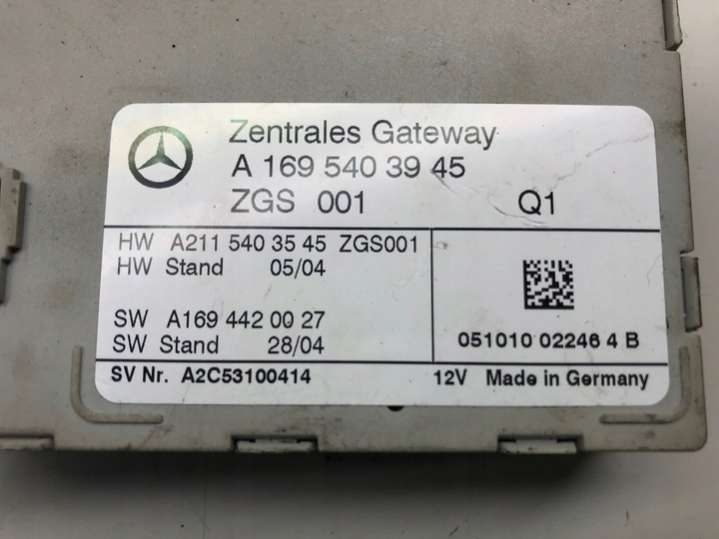 Zentrales Gateway
A 169 540 39 45
ZGS 001 Q1
HW A211 540 35 45 ZGS001
HW Stand 05/04
SW A169 442 00 27
SW Stand 28/04
051010 02246 4 B
SV Nr. A2C53100414 12V Made in Germany